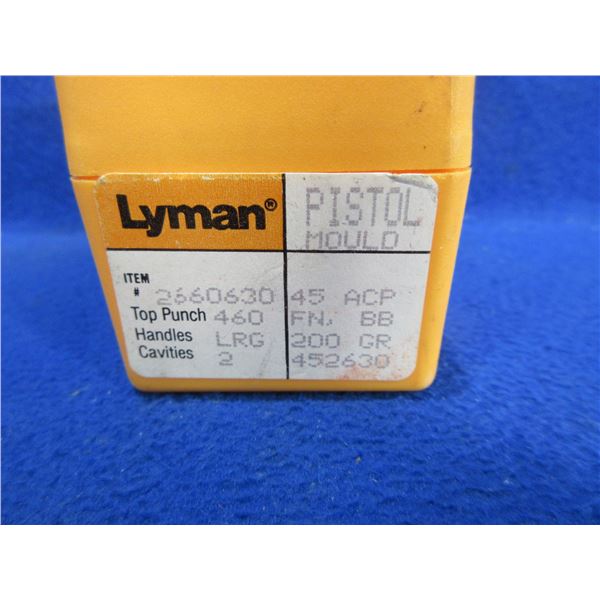 Lyman®
PISTOL
MOULD
ITEM
# 2660630 45 ACP
Top Punch 460 FN, BB
Handles LRG 200 GR
Cavities 2 452630